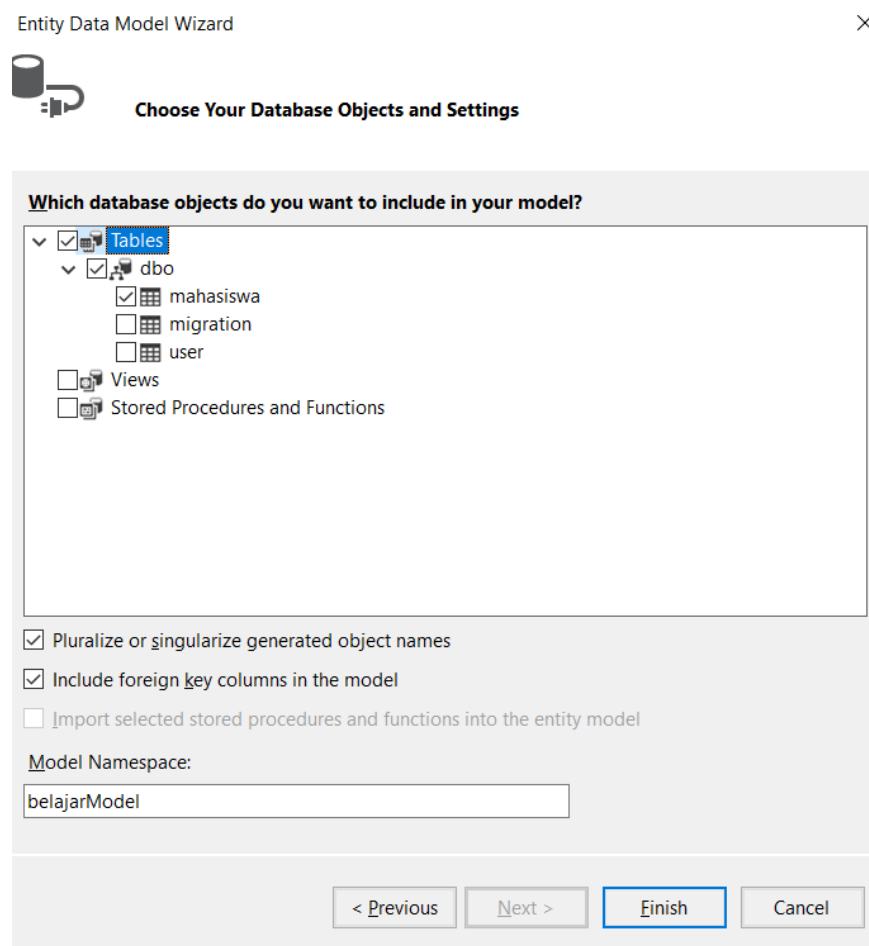 Entity Data Model Wizard
Choose Your Database Objects and Settings
Which database objects do you want to include in your model?
Tables
dbo
mahasiswa
migration
user
Views
Stored Procedures and Functions
Pluralize or singularize generated object names
Include foreign key columns in the model
Import selected stored procedures and functions into the entity model
Model Namespace:
belajarModel
< Previous Next > Finish Cancel